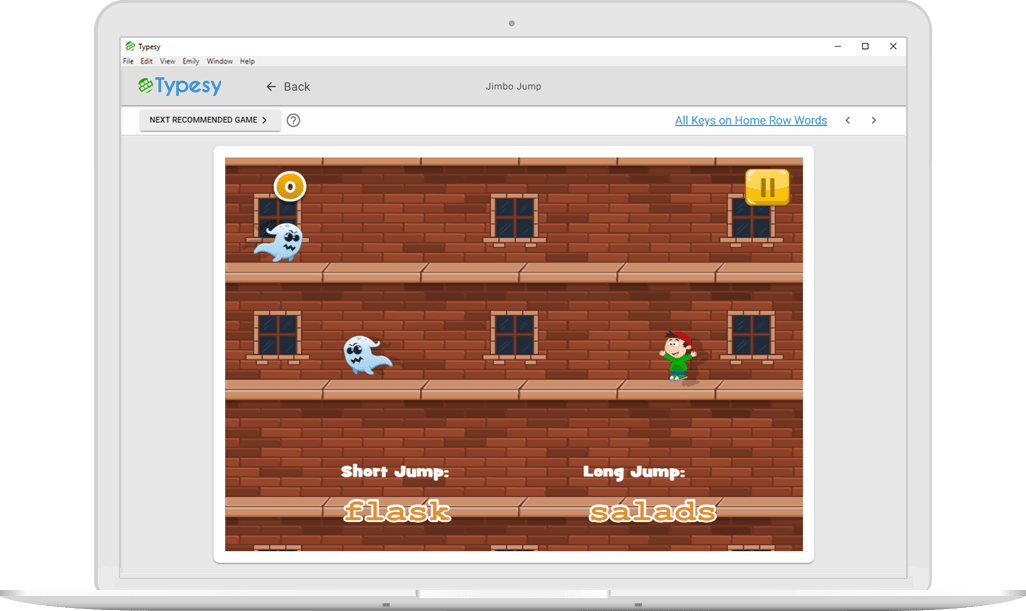 Typesy
File Edit View Emily Window Help
Typesy
Back
Jimbo Jump
NEXT RECOMMENDED GAME
?
All Keys on Home Row Words
0
Short Jump:
Long Jump:
flask
salads